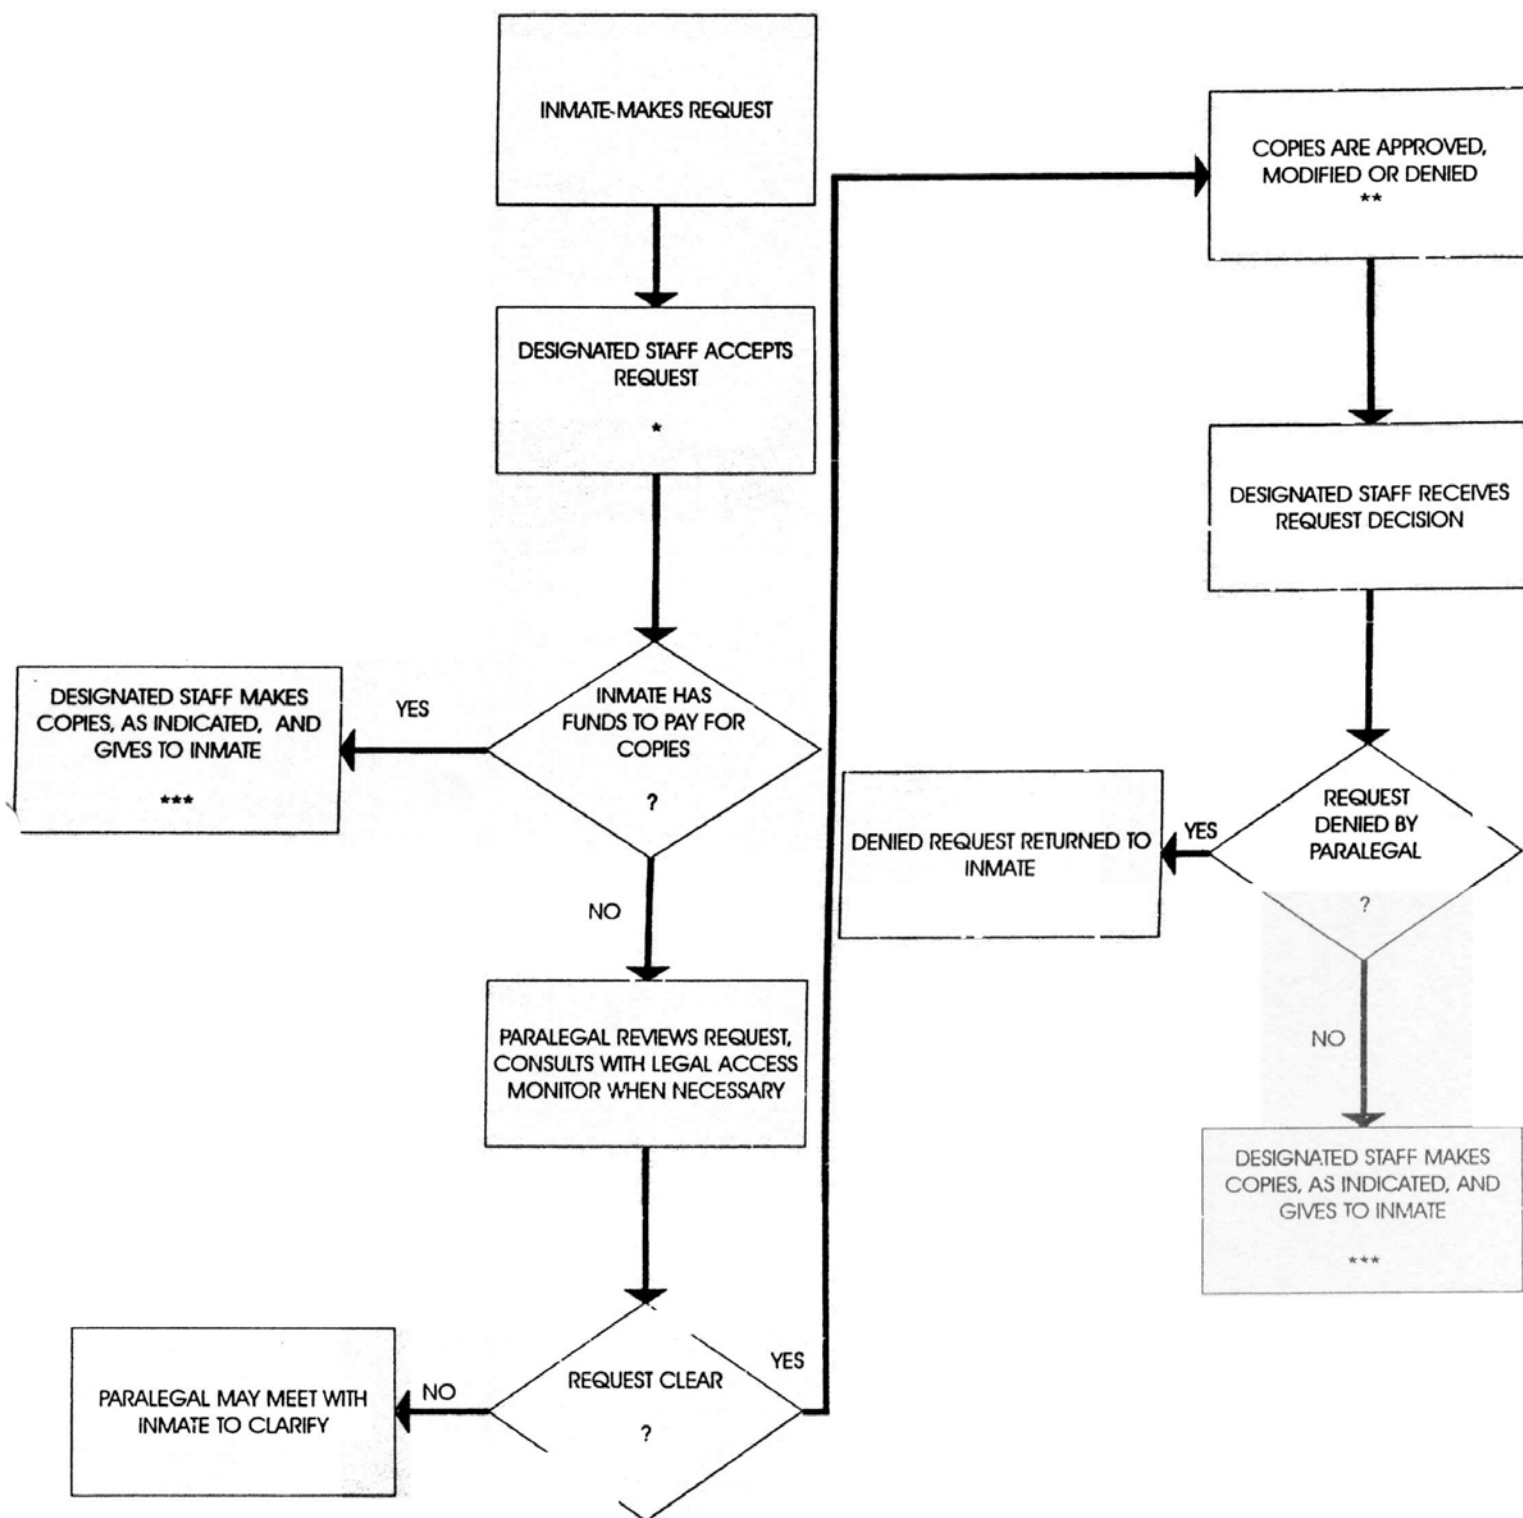 INMATE MAKES REQUEST
DESIGNATED STAFF ACCEPTS
REQUEST
*
INMATE HAS
FUNDS TO PAY FOR
COPIES
?
YES
DESIGNATED STAFF MAKES
COPIES, AS INDICATED, AND
GIVES TO INMATE
***
NO
PARALEGAL REVIEWS REQUEST,
CONSULTS WITH LEGAL ACCESS
MONITOR WHEN NECESSARY
REQUEST CLEAR
?
NO
PARALEGAL MAY MEET WITH
INMATE TO CLARIFY
YES
COPIES ARE APPROVED,
MODIFIED OR DENIED
**
DESIGNATED STAFF RECEIVES
REQUEST DECISION
REQUEST
DENIED BY
PARALEGAL
?
YES
DENIED REQUEST RETURNED TO
INMATE
NO
DESIGNATED STAFF MAKES
COPIES, AS INDICATED, AND
GIVES TO INMATE
***